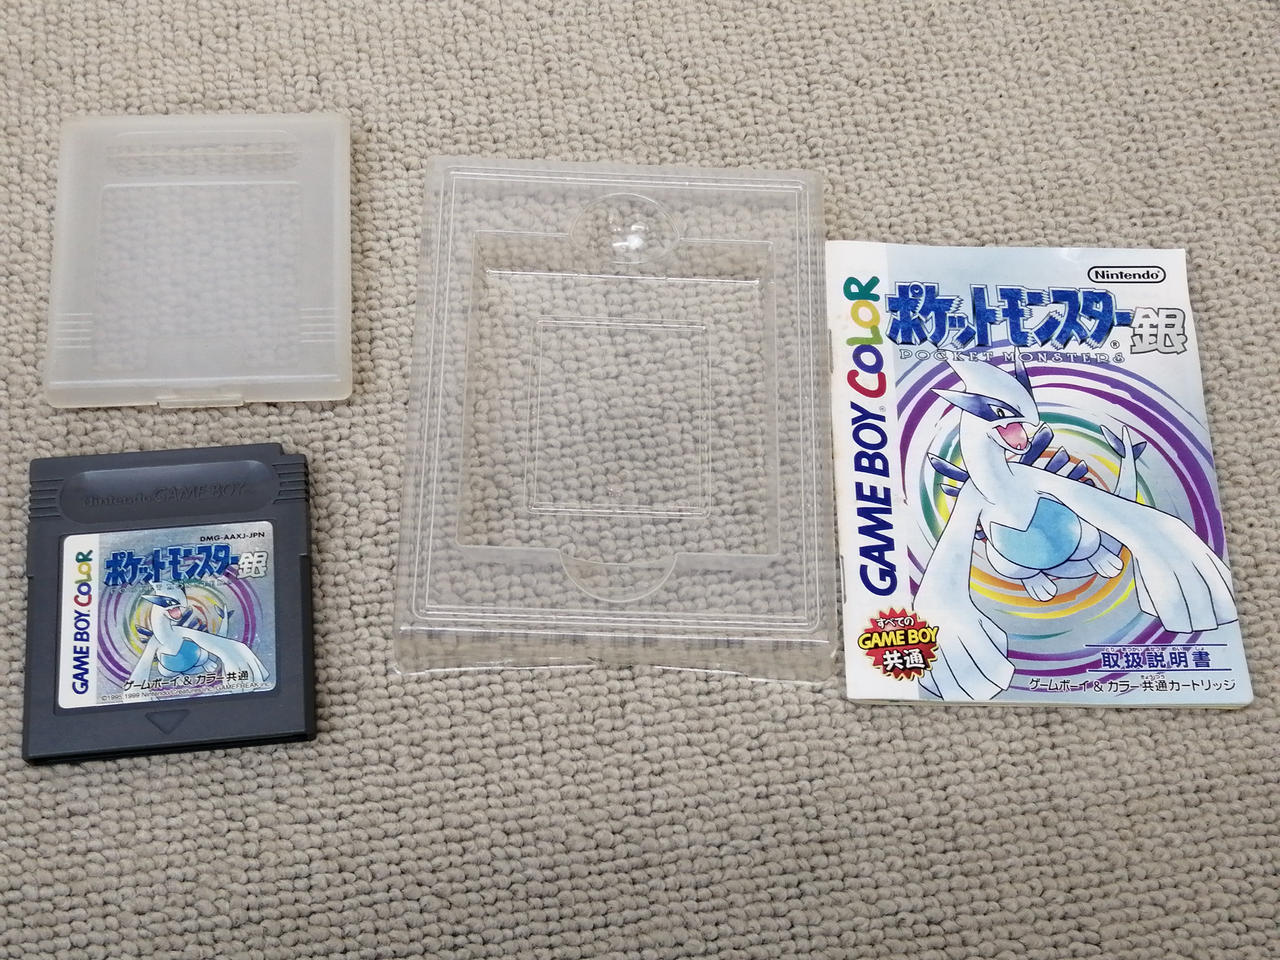 Nintendo GAME BOY
DMG-AAXJ-JPN
GAME BOY COLOR
ポケットモンスター銀
POCKET MONSTERS
ゲームボーイ & カラー共通
Nintendo
GAME BOY COLOR
ポケットモンスター銀
POCKET MONSTERS
すべての
GAME BOY
共通
取扱説明書
ゲームボーイ&カラー共通カートリッジ